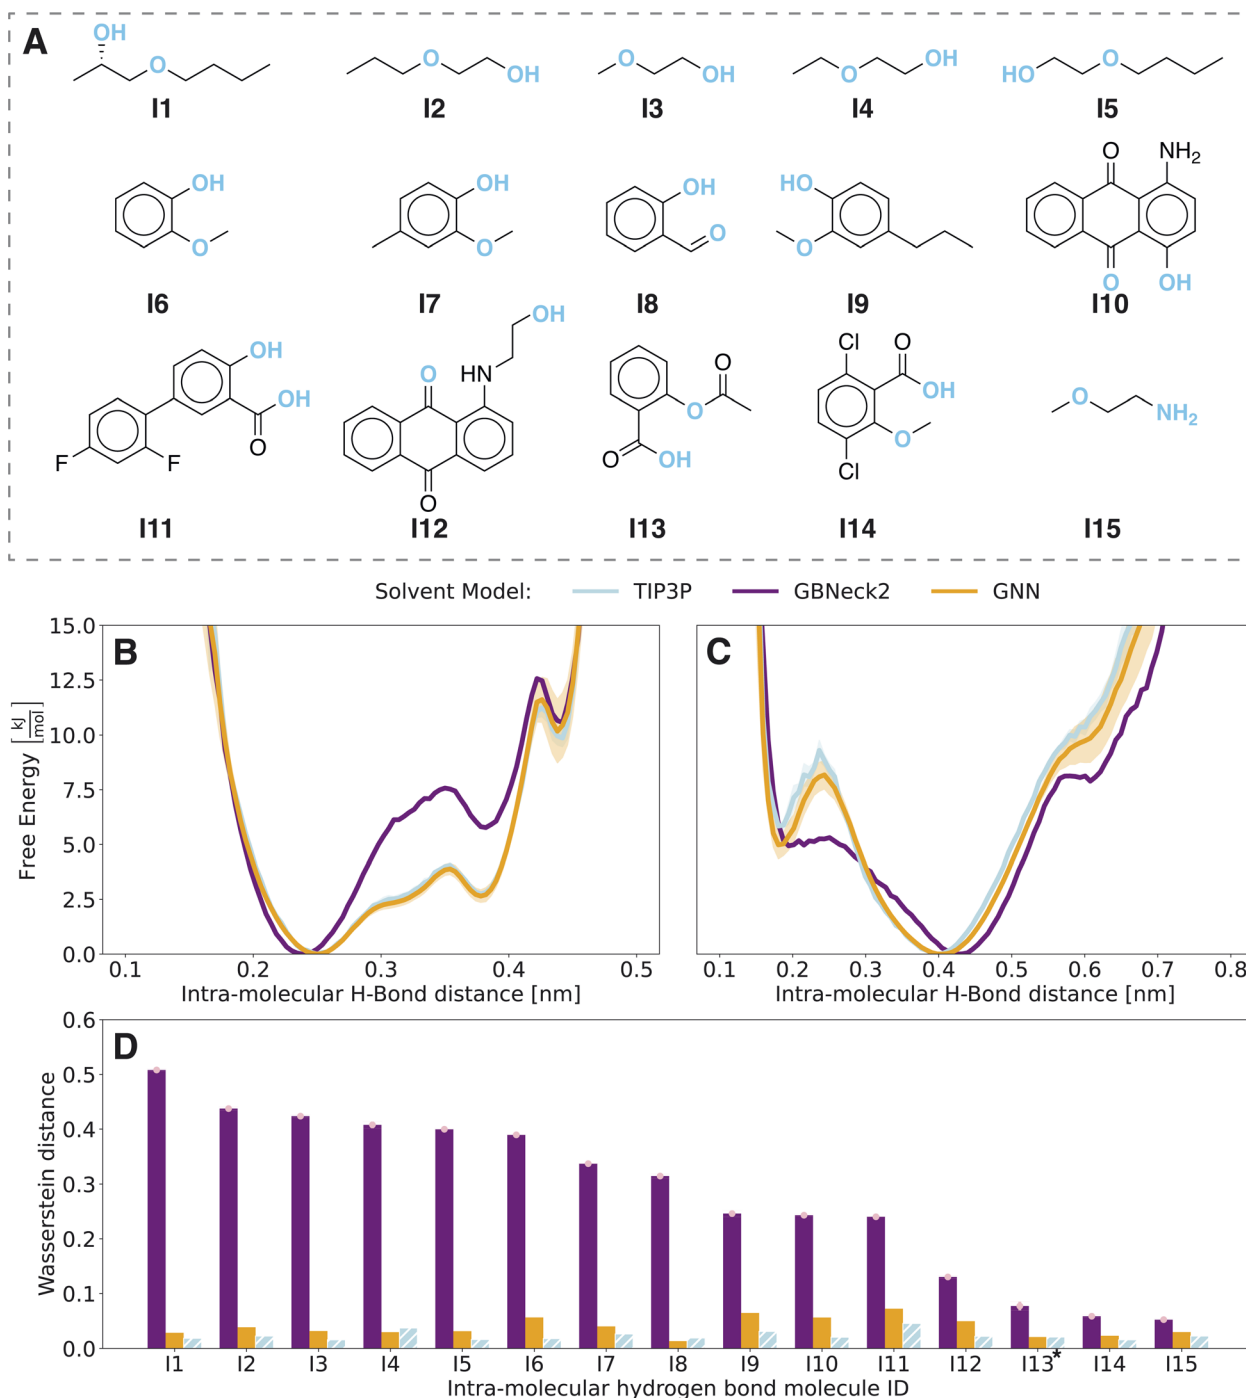 A
OH
O
I1
O
OH
I2
O
OH
I3
O
OH
I4
HO
O
I5
OH
O
I6
OH
O
I7
OH
O
I8
HO
O
I9
O
NH2
O
OH
I10
OH
OH
O
F
F
I11
OH
HN
O
O
I12
O
O
O
OH
I13
Cl
O
OH
O
Cl
I14
O
NH2
I15
Solvent Model: TIP3P GBNeck2 GNN
B
Free Energy [kJ/mol]
15.0
12.5
10.0
7.5
5.0
2.5
0.0
0.1 0.2 0.3 0.4 0.5
Intra-molecular H-Bond distance [nm]
C
0.1 0.2 0.3 0.4 0.5 0.6 0.7 0.8
Intra-molecular H-Bond distance [nm]
D
Wasserstein distance
0.6
0.5
0.4
0.3
0.2
0.1
0.0
I1 I2 I3 I4 I5 I6 I7 I8 I9 I10 I11 I12 I13* I14 I15
Intra-molecular hydrogen bond molecule ID